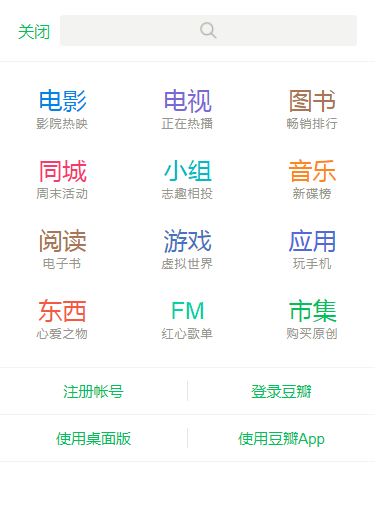 关闭
电影 电视 图书
影院热映 正在热播 畅销排行
同城 小组 音乐
周末活动 志趣相投 新碟榜
阅读 游戏 应用
电子书 虚拟世界 玩手机
东西 FM 市集
心爱之物 红心歌单 购买原创
注册帐号 登录豆瓣
使用桌面版 使用豆瓣App